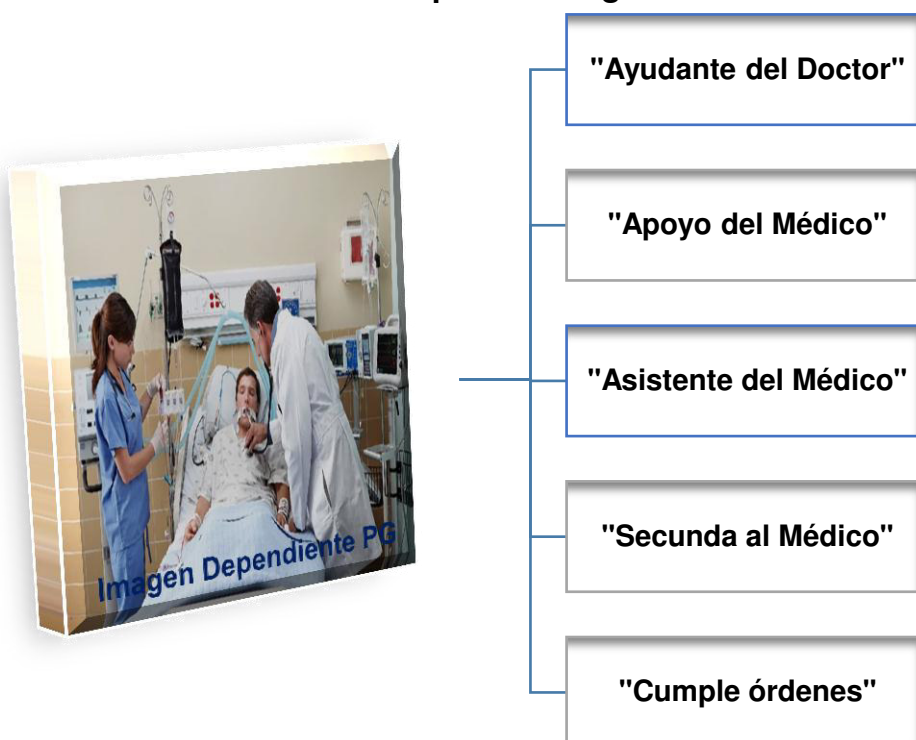 "Ayudante del Doctor"
"Apoyo del Médico"
"Asistente del Médico"
"Secunda al Médico"
"Cumple órdenes"
Imagen Dependiente PG